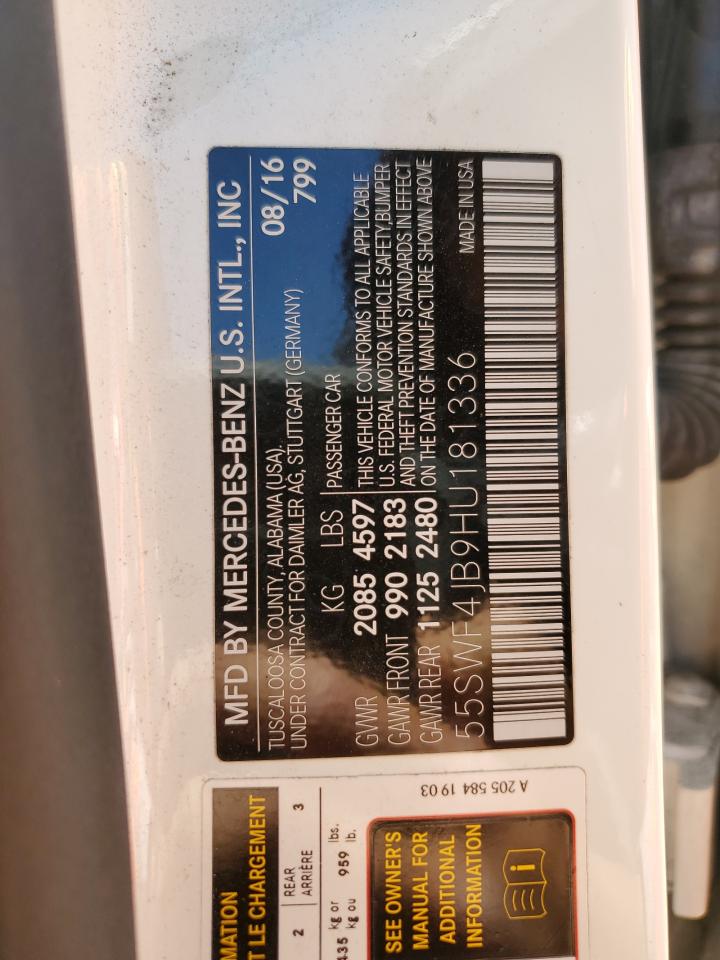 MFD BY MERCEDES-BENZ U.S. INTL., INC
TUSCALOOSA COUNTY, ALABAMA (USA),
08/16
UNDER CONTRACT FOR DAIMLER AG, STUTTGART (GERMANY)
799
KG LBS PASSENGER CAR
GVWR 2085 4597 THIS VEHICLE CONFORMS TO ALL APPLICABLE
GAWR FRONT 990 2183 U.S. FEDERAL MOTOR VEHICLE SAFETY, BUMPER
GAWR REAR 1125 2480 AND THEFT PREVENTION STANDARDS IN EFFECT
ON THE DATE OF MANUFACTURE SHOWN ABOVE
55SWF4JB9HU181336 MADE IN USA
MATION
T LE CHARGEMENT
2 REAR 3
ARRIÈRE
435 kg or lbs.
kg ou 959 lb.
SEE OWNER'S
MANUAL FOR
ADDITIONAL
INFORMATION
A 205 584 19 03